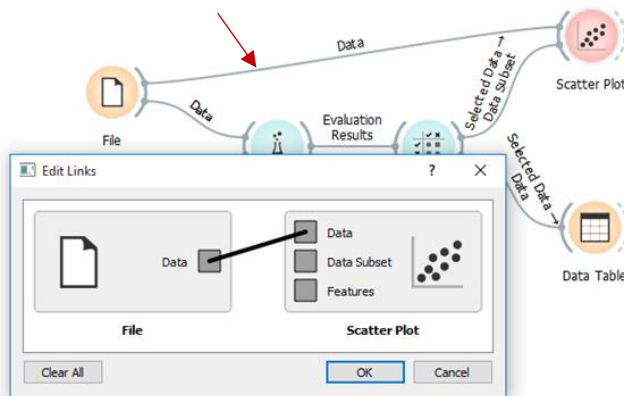 Data
Scatter Plot
File
Data
Evaluation
Results
Selected Data →
Data Subset
Selected Data →
Data
Data Table
Edit Links
?
Data
Data
Data Subset
Features
File
Scatter Plot
Clear All
OK
Cancel